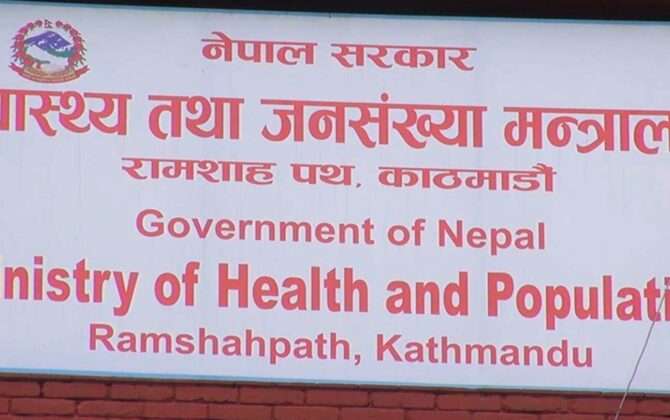 नेपाल सरकार
वास्थ्य तथा जनसंख्या मन्त्राल
रामशाह पथ, काठमाडौं
Government of Nepal
inistry of Health and Populati
Ramshahpath, Kathmandu